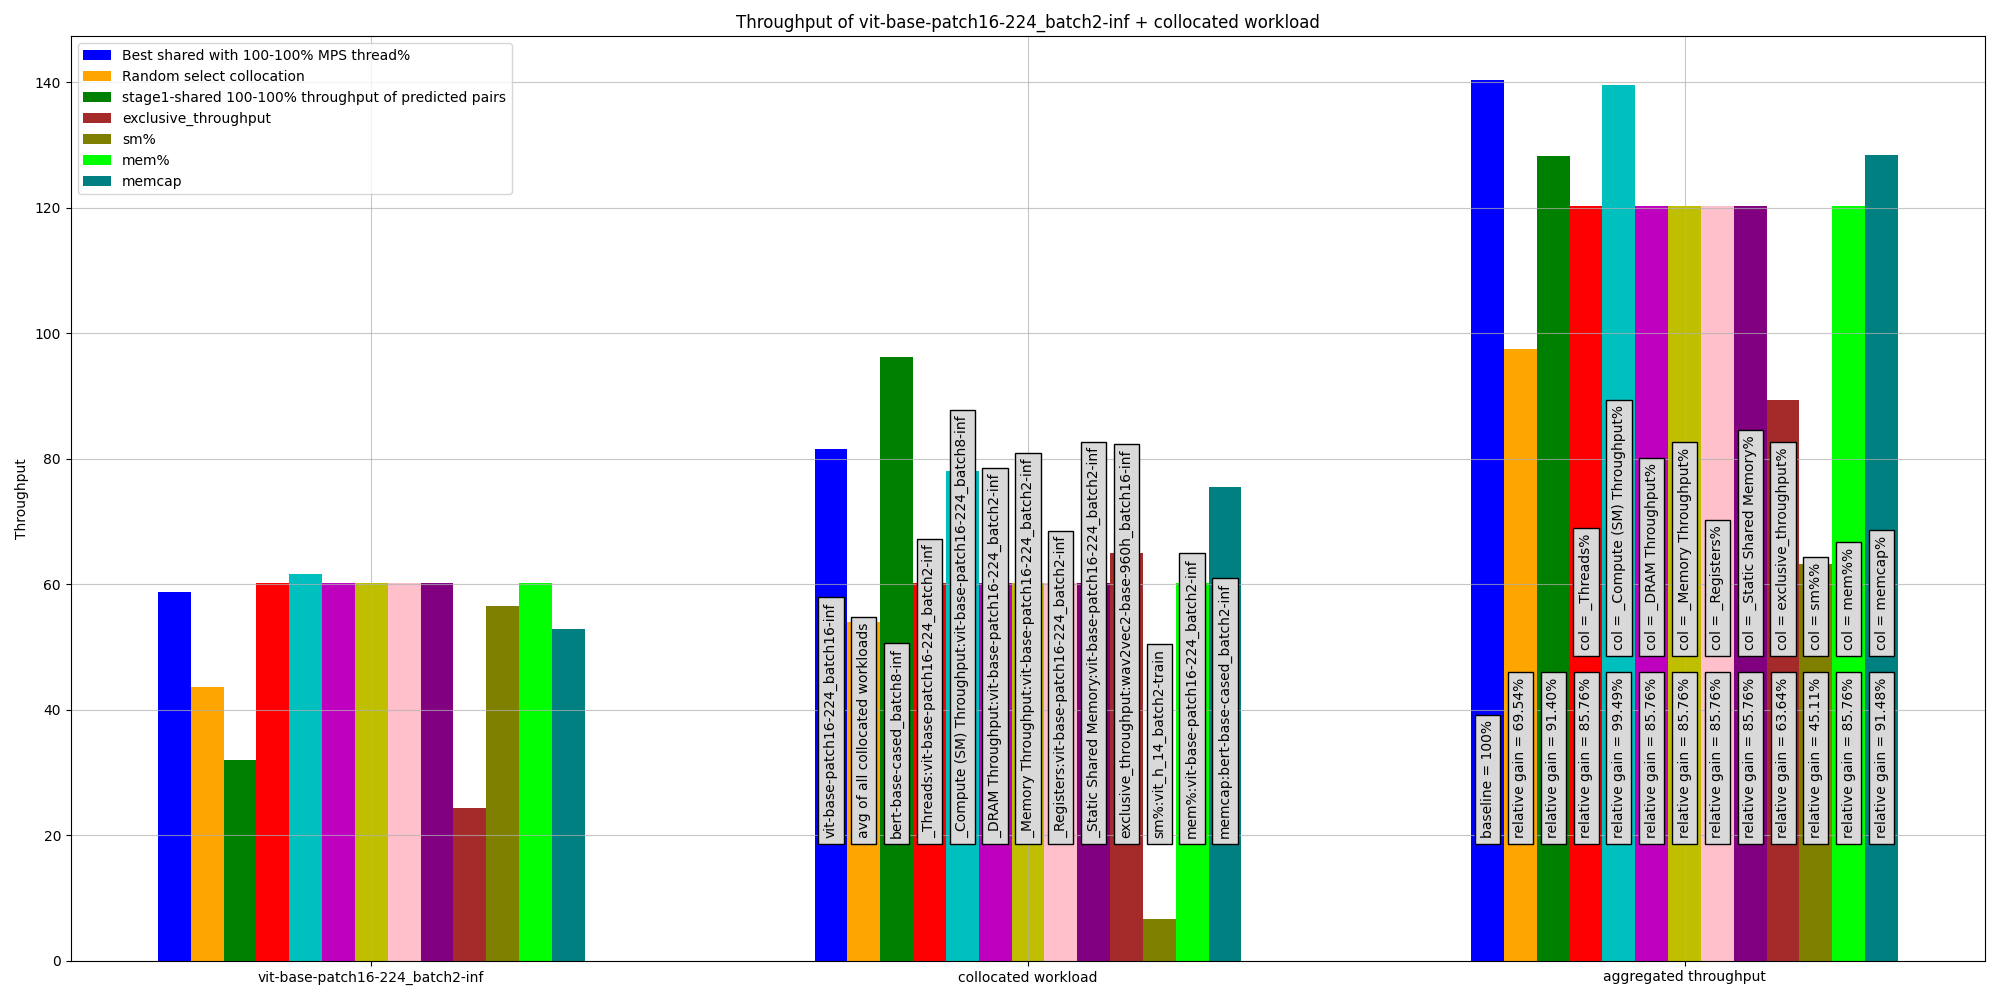 Throughput of vit-base-patch16-224_batch2-inf + collocated workload
Best shared with 100-100% MPS thread%
Random select collocation
stage1-shared 100-100% throughput of predicted pairs
exclusive_throughput
sm%
mem%
memcap
Throughput
140
120
100
80
60
40
20
0
vit-base-patch16-224_batch16-inf
avg of all collocated workloads
bert-base-cased_batch8-inf
_Threads:vit-base-patch16-224_batch2-inf
_Compute (SM) Throughput:vit-base-patch16-224_batch8-inf
_DRAM Throughput:vit-base-patch16-224_batch2-inf
_Memory Throughput:vit-base-patch16-224_batch2-inf
_Registers:vit-base-patch16-224_batch2-inf
_Static Shared Memory:vit-base-patch16-224_batch2-inf
exclusive_throughput:wav2vec2-base-960h_batch16-inf
sm%:vit_h_14_batch2-train
mem%:vit-base-patch16-224_batch2-inf
memcap:bert-base-cased_batch2-inf
col = _Threads%
col = _Compute (SM) Throughput%
col = _DRAM Throughput%
col = _Memory Throughput%
col = _Registers%
col = _Static Shared Memory%
col = exclusive_throughput%
col = sm%%
col = mem%%
col = memcap%
baseline = 100%
relative gain = 69.54%
relative gain = 91.40%
relative gain = 85.76%
relative gain = 99.49%
relative gain = 85.76%
relative gain = 85.76%
relative gain = 85.76%
relative gain = 85.76%
relative gain = 63.64%
relative gain = 45.11%
relative gain = 85.76%
relative gain = 91.48%
vit-base-patch16-224_batch2-inf
collocated workload
aggregated throughput